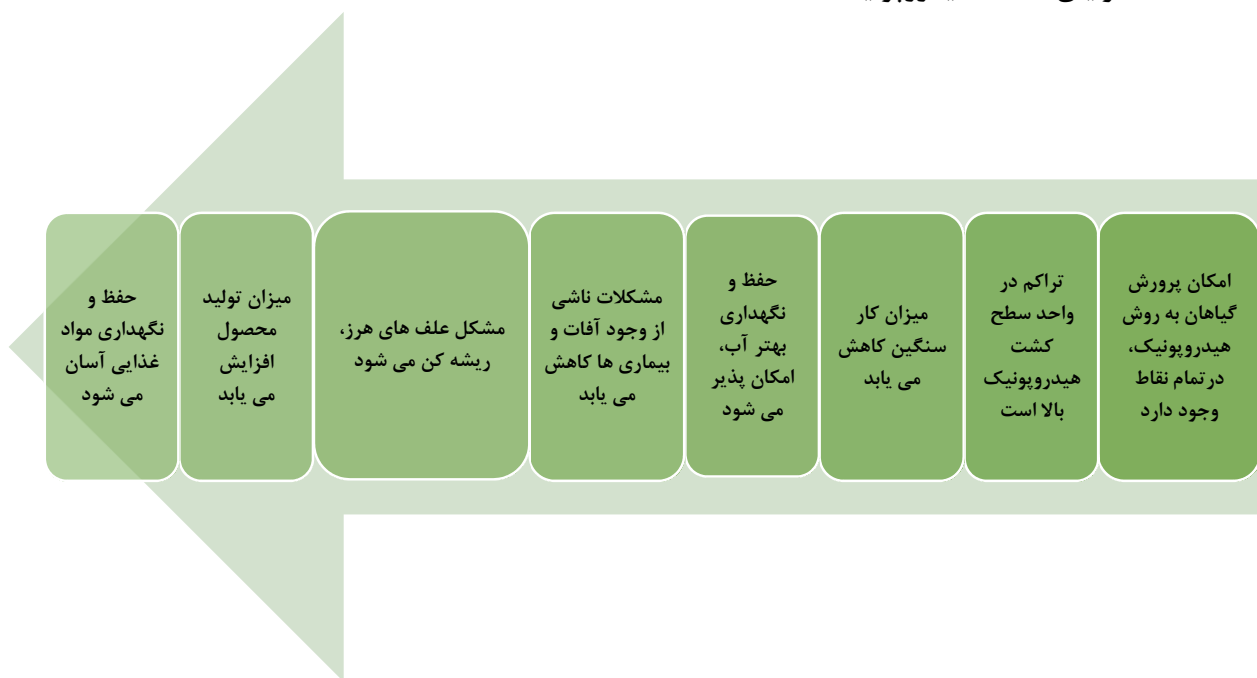 امکان پرورش
گیاهان به روش
هیدروپونیک،
در تمام نقاط
وجود دارد
تراکم در
واحد سطح
کشت
هیدروپونیک
بالا است
میزان کار
سنگین کاهش
می یابد
حفظ و
نگهداری
بهتر آب،
امکان پذیر
می شود
مشکلات ناشی
از وجود آفات و
بیماری ها کاهش
می یابد
مشکل علف های هرز،
ریشه کن می شود
میزان تولید
محصول
افزایش
می یابد
حفظ و
نگهداری مواد
غذایی آسان
می شود